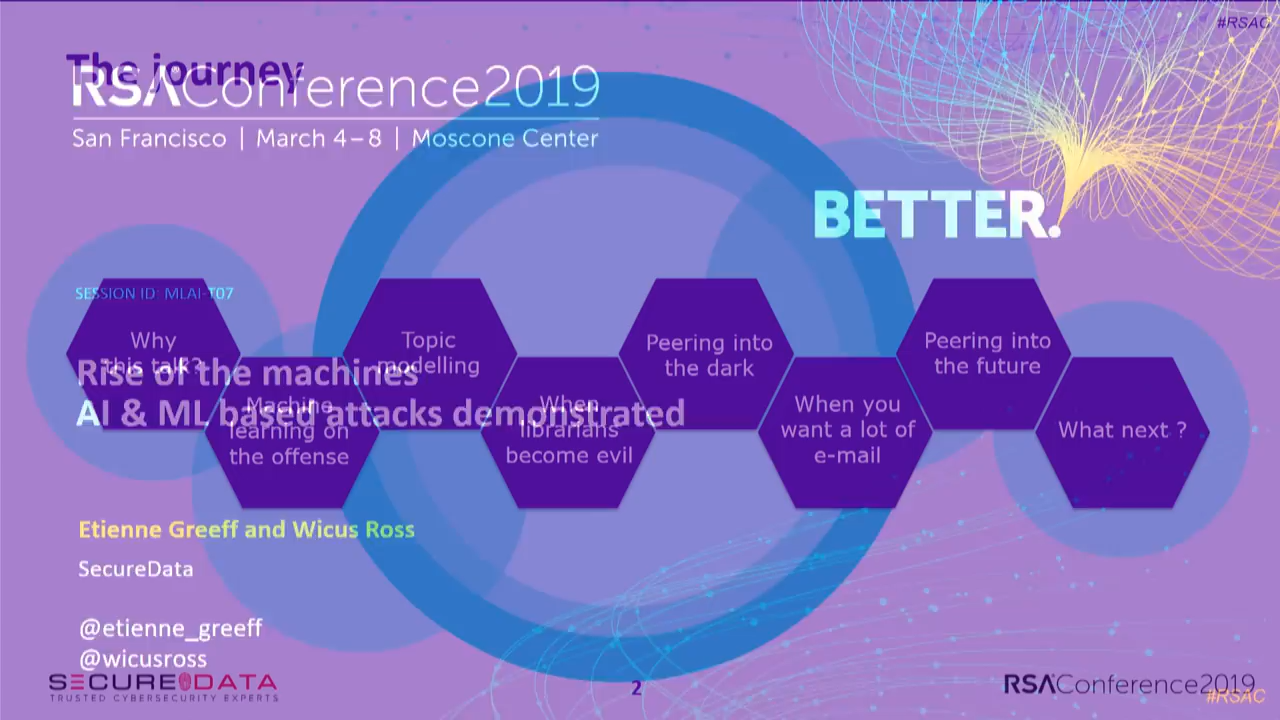 #RSAC
The journey
RSAConference2019
San Francisco | March 4–8 | Moscone Center
BETTER.
SESSION ID: MLAI-T07
Why
this talk?
Machine
learning on
the offense
Topic
modelling
When
librarians
become evil
Peering into
the dark
When you
want a lot of
e-mail
Peering into
the future
What next ?
Rise of the machines
AI & ML based attacks demonstrated
Etienne Greeff and Wicus Ross
SecureData
@etienne_greeff
@wicusross
SECUREDATA
TRUSTED CYBERSECURITY EXPERTS
2
RSAConference2019
#RSAC